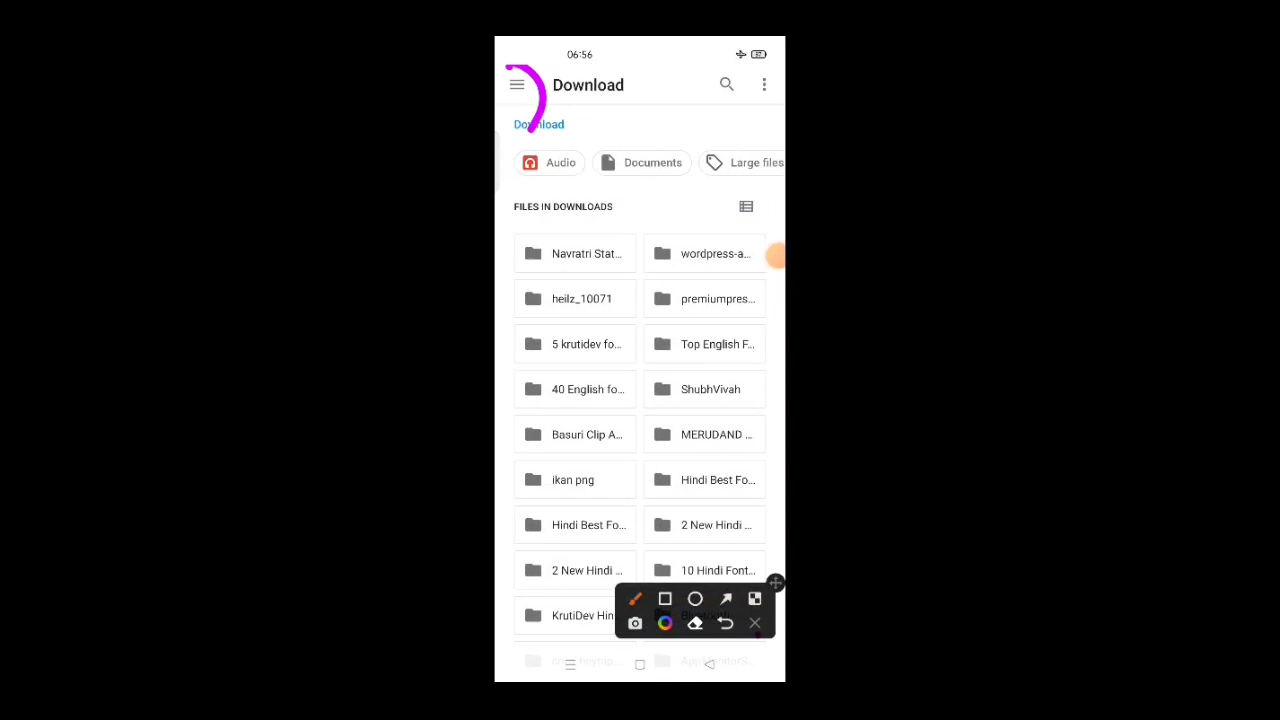 06:56
Download
Download
Audio Documents Large files
FILES IN DOWNLOADS
Navratri Stat... wordpress-a...
heilz_10071 premiumpres...
5 krutidev fo... Top English F...
40 English fo... ShubhVivah
Basuri Clip A... MERUDAND ...
ikan png Hindi Best Fo...
Hindi Best Fo... 2 New Hindi ...
2 New Hindi ... 10 Hindi Font...
KrutiDev Hin